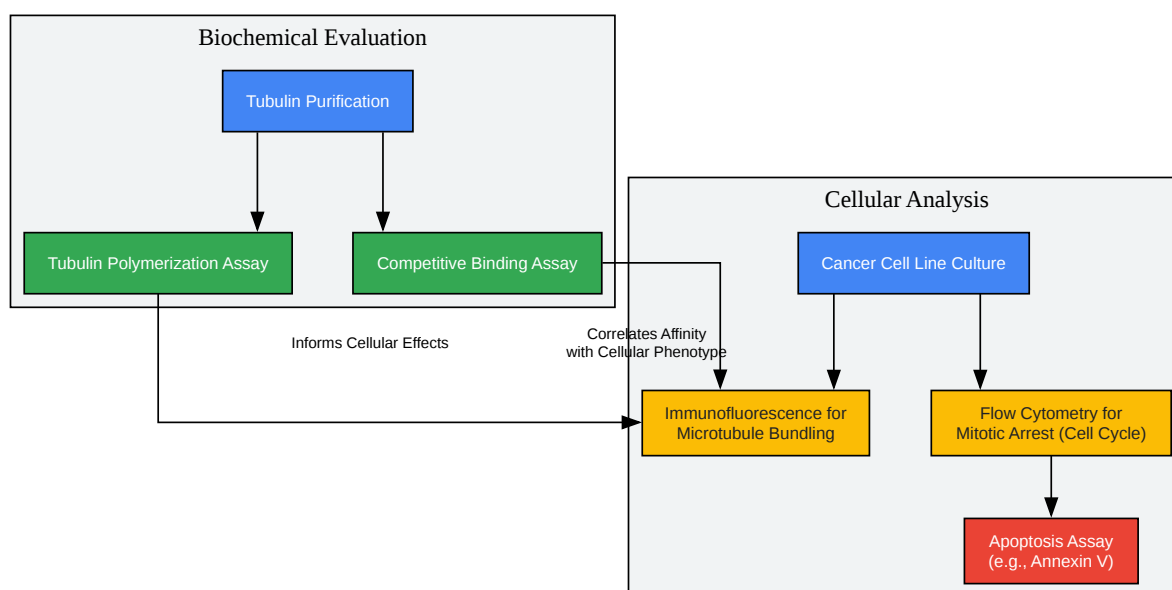 Biochemical Evaluation
Tubulin Purification
Tubulin Polymerization Assay
Competitive Binding Assay
Informs Cellular Effects
Correlates Affinity
with Cellular Phenotype
Cellular Analysis
Cancer Cell Line Culture
Immunofluorescence for
Microtubule Bundling
Flow Cytometry for
Mitotic Arrest (Cell Cycle)
Apoptosis Assay
(e.g., Annexin V)